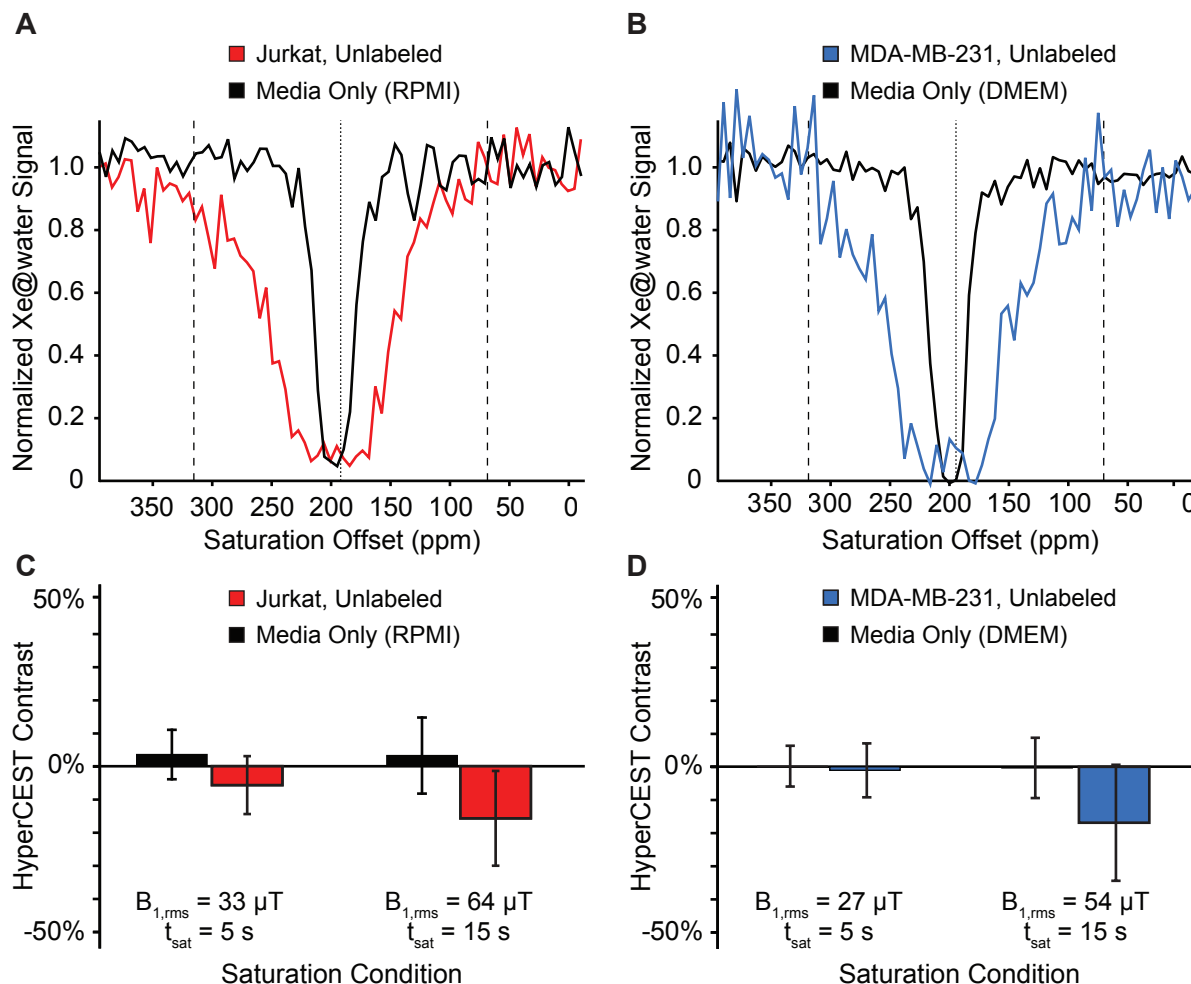 A
Jurkat, Unlabeled
Media Only (RPMI)
Normalized Xe@water Signal
1.0
0.8
0.6
0.4
0.2
0
350 300 250 200 150 100 50 0
Saturation Offset (ppm)
B
MDA-MB-231, Unlabeled
Media Only (DMEM)
Normalized Xe@water Signal
1.0
0.8
0.6
0.4
0.2
0
350 300 250 200 150 100 50 0
Saturation Offset (ppm)
C
Jurkat, Unlabeled
Media Only (RPMI)
HyperCEST Contrast
50%
0%
-50%
B1,rms = 33 µT
tsat = 5 s
B1,rms = 64 µT
tsat = 15 s
Saturation Condition
D
MDA-MB-231, Unlabeled
Media Only (DMEM)
HyperCEST Contrast
50%
0%
-50%
B1,rms = 27 µT
tsat = 5 s
B1,rms = 54 µT
tsat = 15 s
Saturation Condition